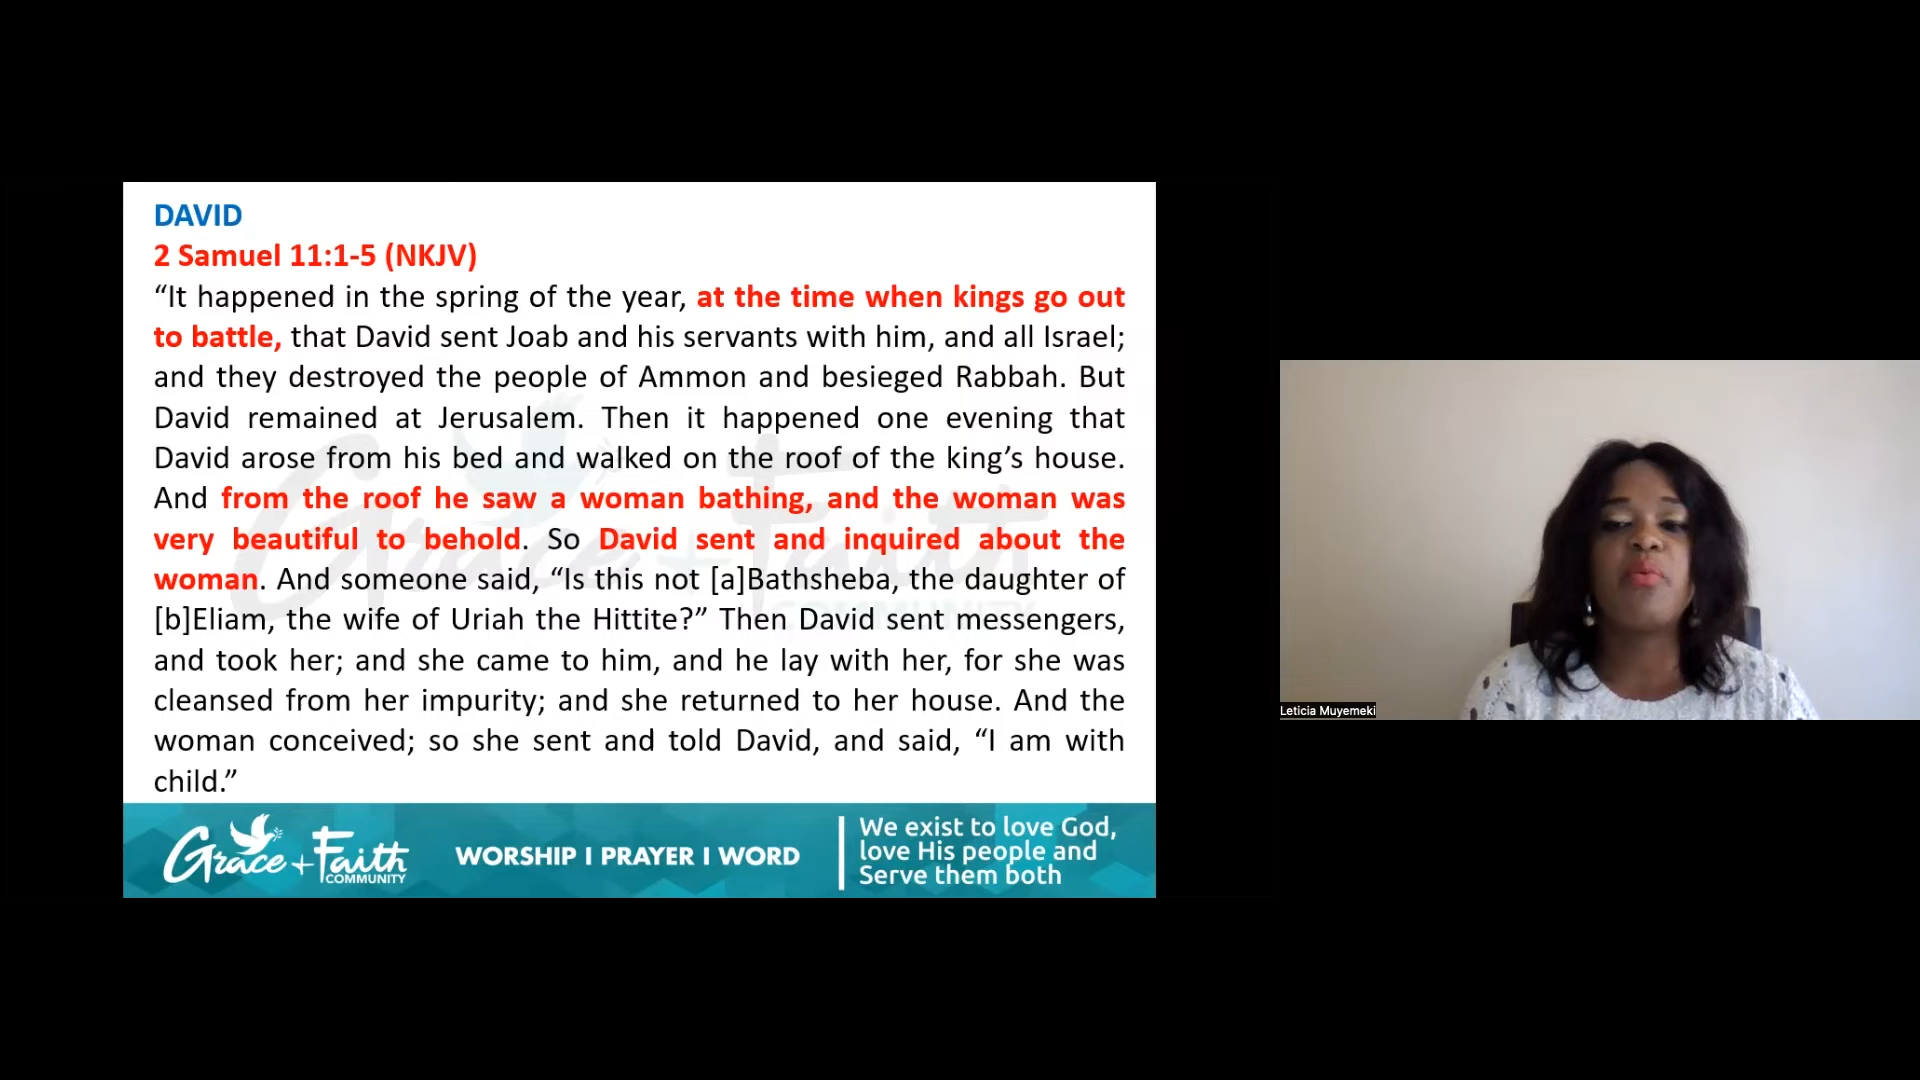 DAVID
2 Samuel 11:1-5 (NKJV)
“It happened in the spring of the year, at the time when kings go out
to battle, that David sent Joab and his servants with him, and all Israel;
and they destroyed the people of Ammon and besieged Rabbah. But
David remained at Jerusalem. Then it happened one evening that
David arose from his bed and walked on the roof of the king’s house.
And from the roof he saw a woman bathing, and the woman was
very beautiful to behold. So David sent and inquired about the
woman. And someone said, “Is this not [a]Bathsheba, the daughter of
[b]Eliam, the wife of Uriah the Hittite?” Then David sent messengers,
and took her; and she came to him, and he lay with her, for she was
cleansed from her impurity; and she returned to her house. And the
woman conceived; so she sent and told David, and said, “I am with
child.”
Grace + Faith
COMMUNITY
WORSHIP I PRAYER I WORD
We exist to love God,
love His people and
Serve them both
Leticia Muyemeki